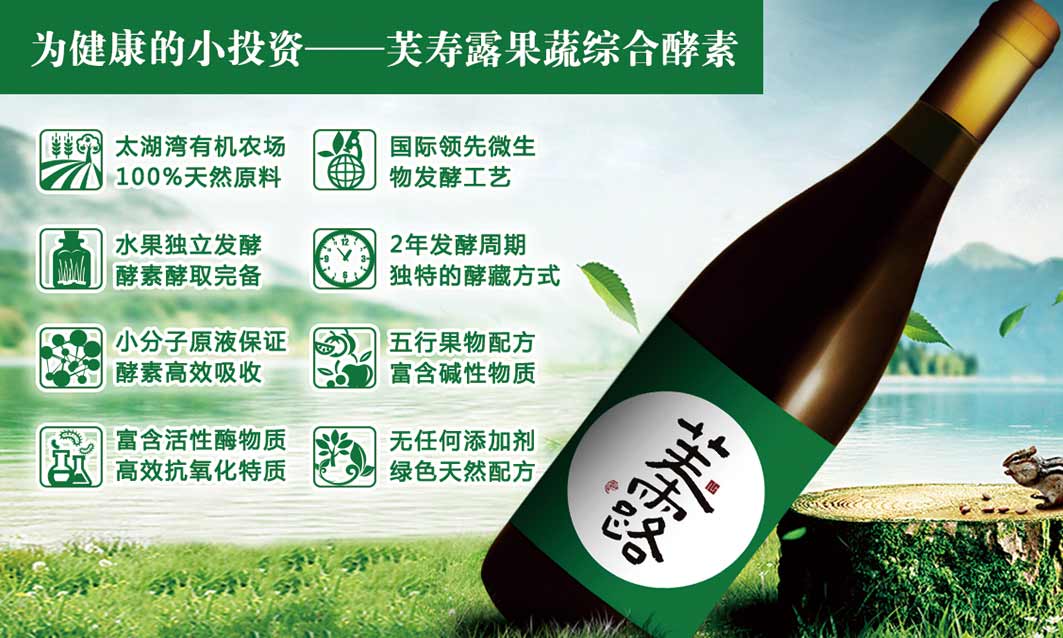 为健康的小投资——芙寿露果蔬综合酵素
太湖湾有机农场
100%天然原料
国际领先微生
物发酵工艺
水果独立发酵
酵素酵取完备
2年发酵周期
独特的酵藏方式
小分子原液保证
酵素高效吸收
五行果物配方
富含碱性物质
富含活性酶物质
高效抗氧化特质
无任何添加剂
绿色天然配方